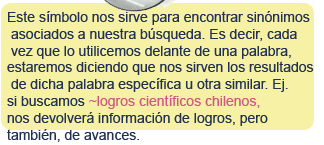 Este símbolo nos sirve para encontrar sinónimos
asociados a nuestra búsqueda. Es decir, cada
vez que lo utilicemos delante de una palabra,
estaremos diciendo que nos sirven los resultados
de dicha palabra específica u otra similar. Ej.
si buscamos ~logros científicos chilenos,
nos devolverá información de logros, pero
también, de avances.